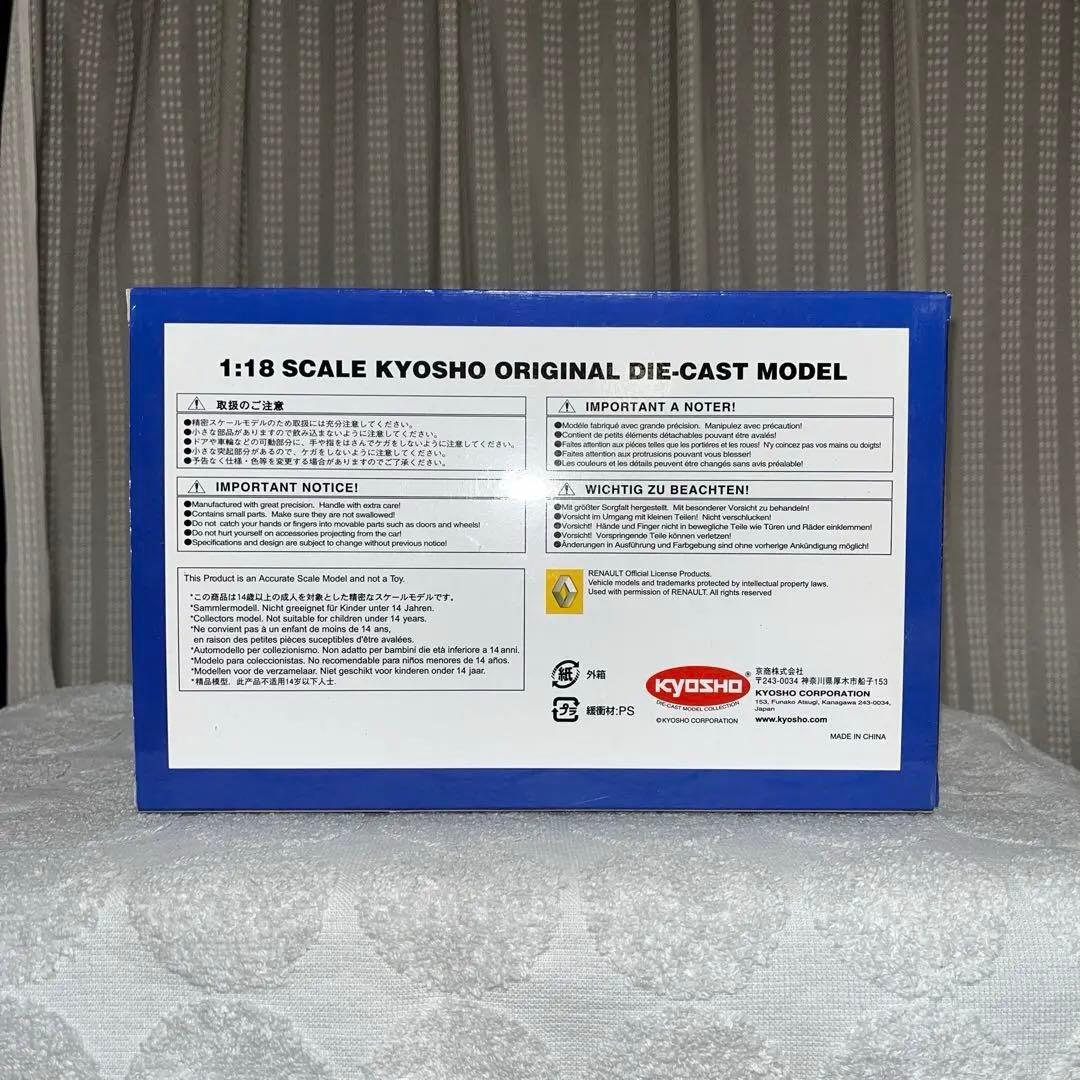 1:18 SCALE KYOSHO ORIGINAL DIE-CAST MODEL
取扱のご注意
●精密スケールモデルのため取扱には充分注意してください。
●小さな部品がありますので飲み込まないように注意してください。
●ドアや車輪などの可動部分に、手や指をはさんでケガをしないように注意してください。
●小さな突起部分があるので、ケガをしないように注意してください。
●予告なく仕様・色等を変更する場合がありますのでご了承ください。
IMPORTANT NOTICE!
●Manufactured with great precision. Handle with extra care!
●Contains small parts. Make sure they are not swallowed!
●Do not catch your hands or fingers into movable parts such as doors and wheels!
●Do not hurt yourself on accessories projecting from the car!
●Specifications and design are subject to change without previous notice!
This Product is an Accurate Scale Model and not a Toy.
*この商品は14歳以上の成人を対象とした精密なスケールモデルです。
*Sammlermodell. Nicht geeignet für Kinder unter 14 Jahren.
*Collectors model. Not suitable for children under 14 years.
*Ne convient pas à un enfant de moins de 14 ans,
en raison des petites pièces suceptibles d'être avalées.
*Automodello per collezionismo. Non adatto per bambini die età inferiore a 14 anni.
*Modelo para coleccionistas. No recomendable para niños menores de 14 años.
*Modellen voor de verzamelaar. Niet geschikt voor kinderen onder 14 jaar.
*精品模型，此产品不适用14岁以下人士.
IMPORTANT A NOTER!
●Modéle fabriqué avec grande précision. Manipulez avec précaution!
●Contient de petits éléments détachables pouvant étre avalés!
●Faites attention aux piéces telles que les portiéres et les roues! N'y coincez pas vos mains ou doigts!
●Faites attention aux protrusions pouvant vous blesser!
●Les couleurs et les détails peuvent étre changés sans avis préalable!
WICHTIG ZU BEACHTEN!
●Mit größter Sorgfalt hergestellt. Mit besonderer Vorsicht zu behandeln!
●Vorsicht im Umgang mit kleinen Teilen! Nicht verschlucken!
●Vorsicht! Hände und Finger nicht in bewegliche Teile wie Türen und Räder einklemmen!
●Vorsicht! Vorspringende Teile können verletzen!
●Änderungen in Ausführung und Farbgebung sind ohne vorherige Ankündigung möglich!
RENAULT Official License Products.
Vehicle models and trademarks protected by intellectual property laws.
Used with permission of RENAULT. All rights reserved
紙 外箱
プラ 緩衝材:PS
KYOSHO®
DIE-CAST MODEL COLLECTION
©KYOSHO CORPORATION
京商株式会社
〒243-0034 神奈川県厚木市船子153
KYOSHO CORPORATION
153, Funako Atsugi, Kanagawa 243-0034,
Japan
www.kyosho.com
MADE IN CHINA